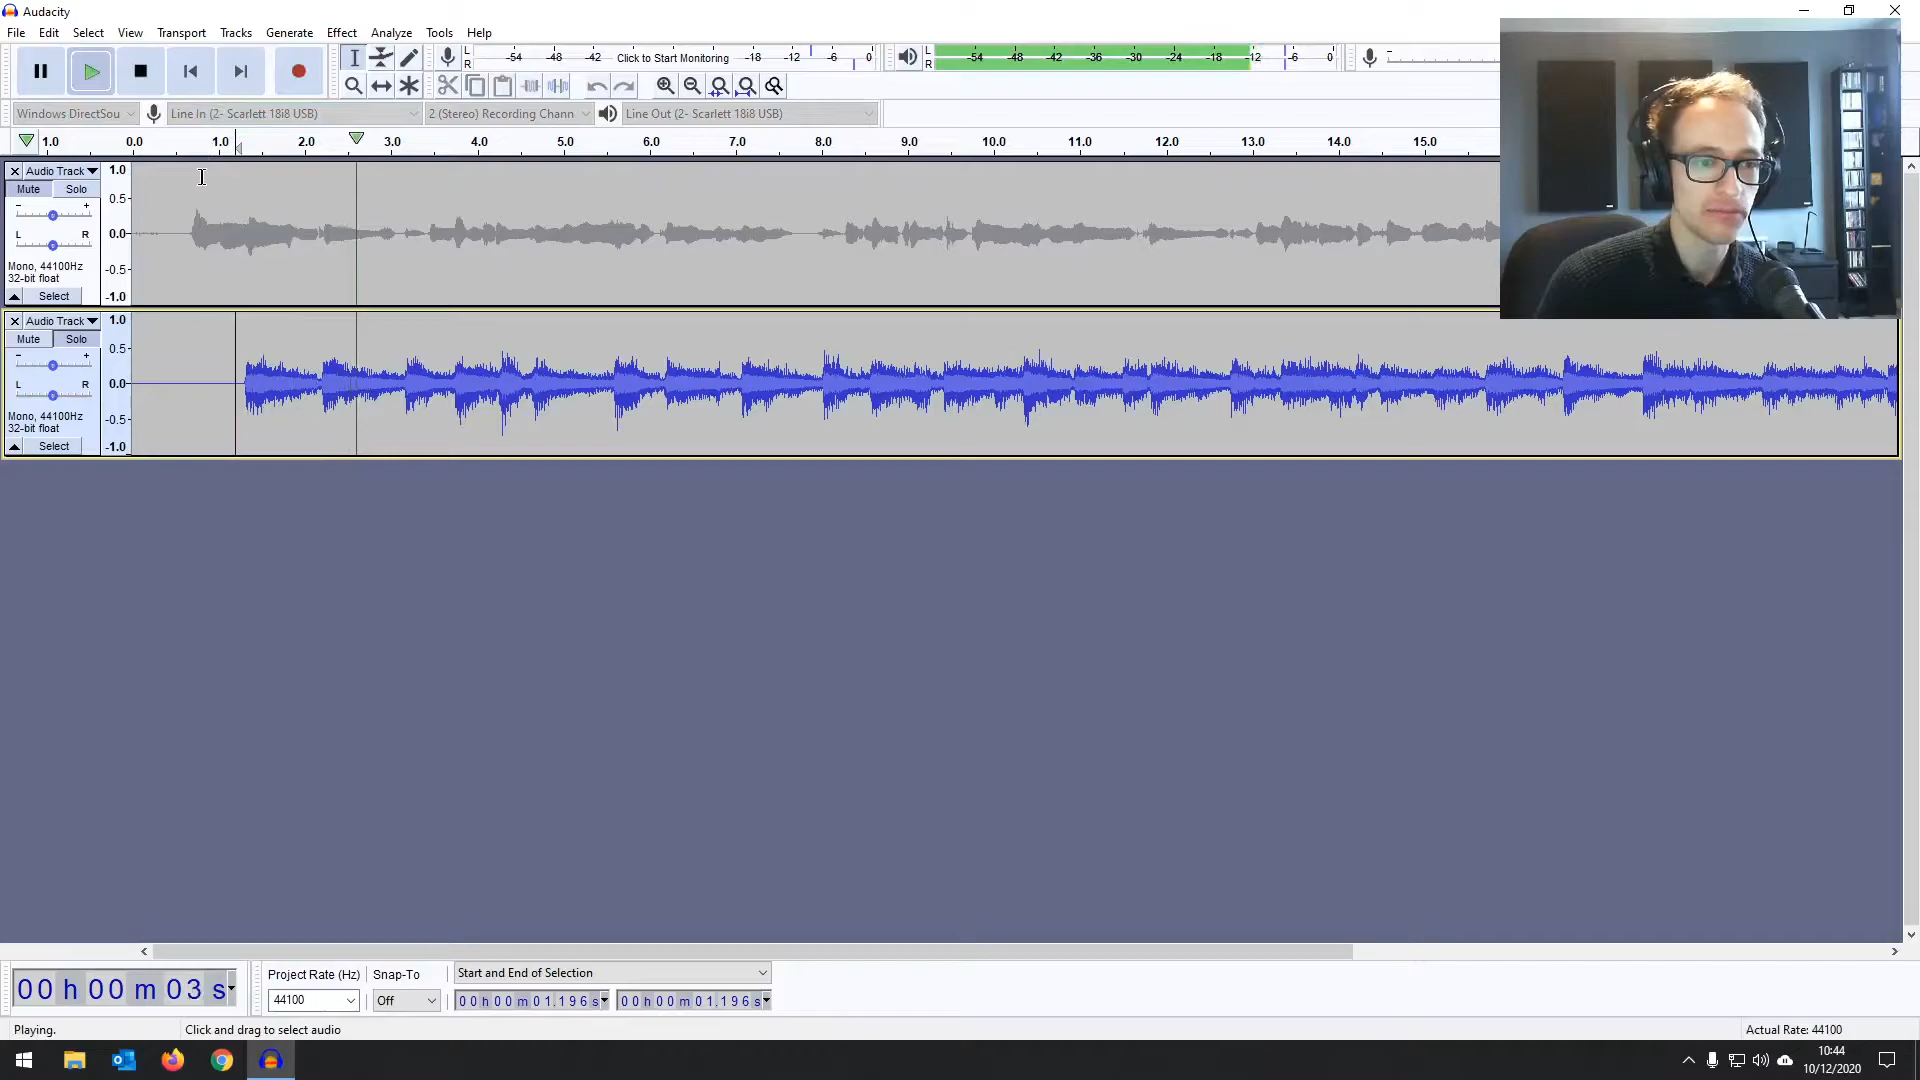 Audacity
File Edit Select View Transport Tracks Generate Effect Analyze Tools Help
L R -54 -48 -42 Click to Start Monitoring -18 -12 -6 0 L R -54 -48 -42 -36 -30 -24 -18 -12 -6 0
Windows DirectSou Line In (2- Scarlett 18i8 USB) 2 (Stereo) Recording Chann Line Out (2- Scarlett 18i8 USB)
1.0 0.0 1.0 2.0 3.0 4.0 5.0 6.0 7.0 8.0 9.0 10.0 11.0 12.0 13.0 14.0 15.0
Audio Track 1.0
Mute Solo
- + 0.5
L R 0.0
Mono, 44100Hz -0.5
32-bit float
Select -1.0
Audio Track 1.0
Mute Solo
- + 0.5
L R 0.0
Mono, 44100Hz -0.5
32-bit float
Select -1.0
00 h 00 m 03 s
Project Rate (Hz) Snap-To Start and End of Selection
44100 Off 00 h 00 m 01.196 s 00 h 00 m 01.196 s
Playing. Click and drag to select audio Actual Rate: 44100
10:44
10/12/2020